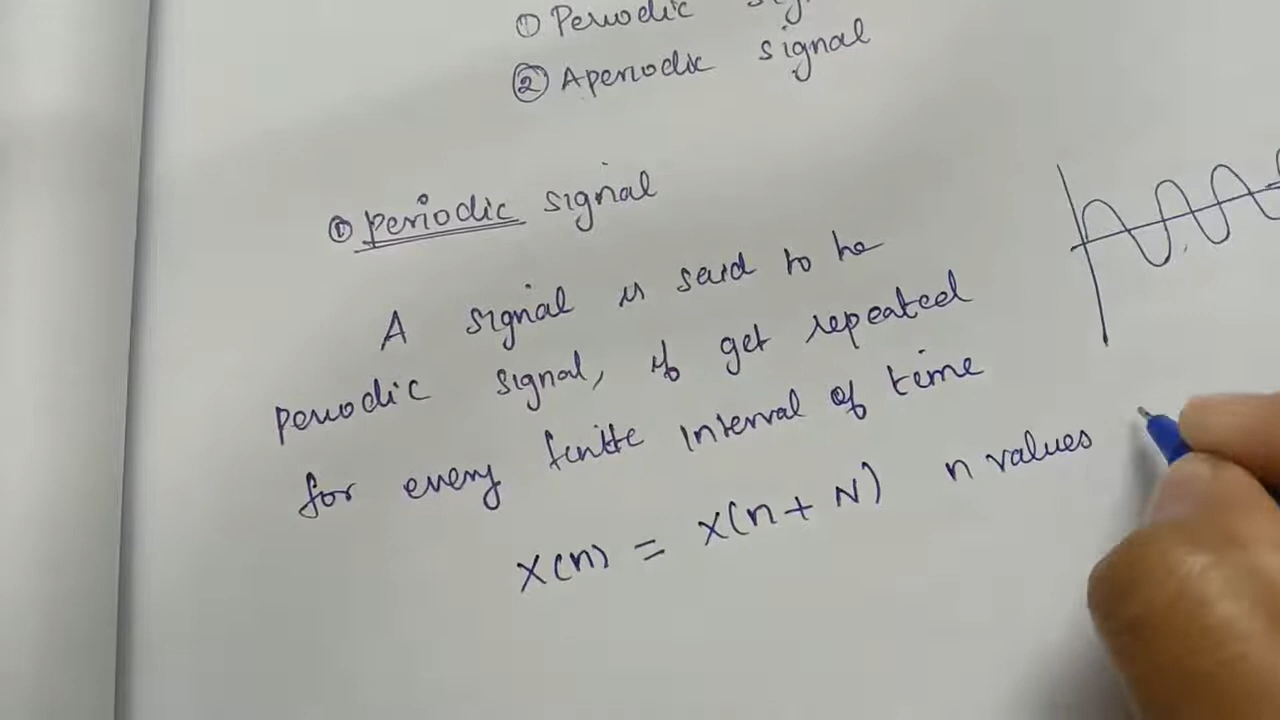 ① Periodic sig
② Aperiodic signal
① Periodic signal
A signal is said to be
periodic signal, if get repeated
for every finite interval of time
x(n) = x(n + N) n values